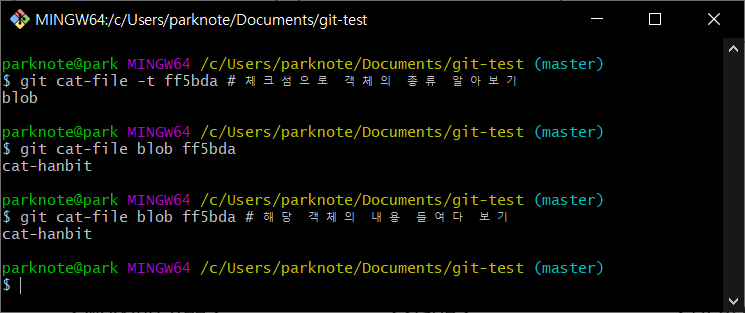 MINGW64:/c/Users/parknote/Documents/git-test
parknote@park MINGW64 /c/Users/parknote/Documents/git-test (master)
$ git cat-file -t ff5bda # 체크섬으로 객체의 종류 알아보기
blob
parknote@park MINGW64 /c/Users/parknote/Documents/git-test (master)
$ git cat-file blob ff5bda
cat-hanbit
parknote@park MINGW64 /c/Users/parknote/Documents/git-test (master)
$ git cat-file blob ff5bda # 해당 객체의 내용 들여다 보기
cat-hanbit
parknote@park MINGW64 /c/Users/parknote/Documents/git-test (master)
$